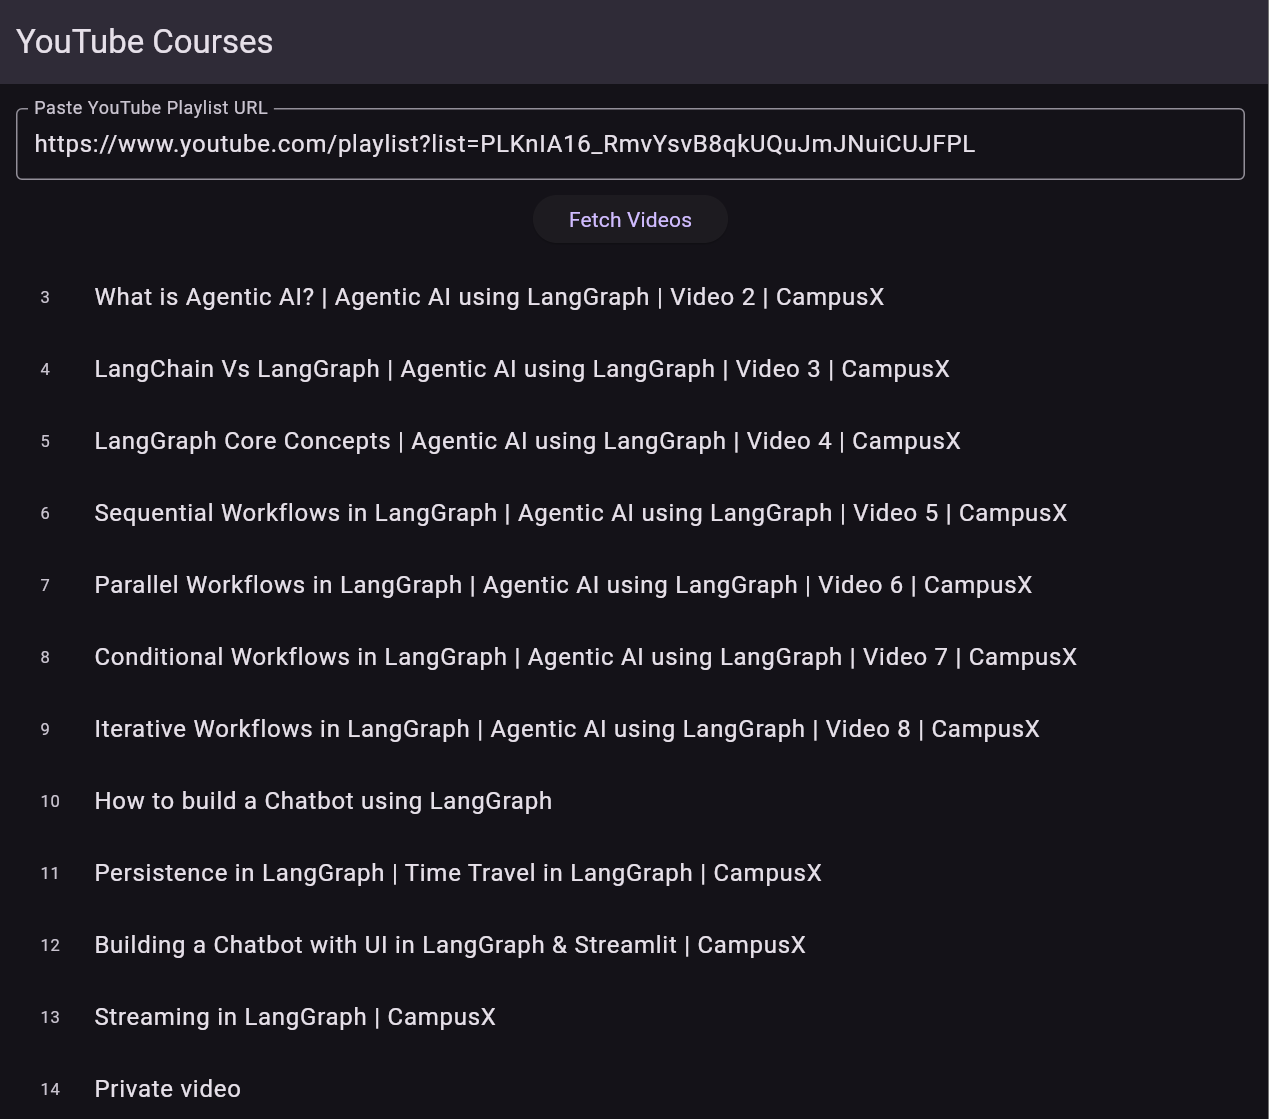 YouTube Courses
Paste YouTube Playlist URL
https://www.youtube.com/playlist?list=PLKnIA16_RmvYsvB8qkUQuJmJNuiCUJFPL
Fetch Videos
3 What is Agentic AI? | Agentic AI using LangGraph | Video 2 | CampusX
4 LangChain Vs LangGraph | Agentic AI using LangGraph | Video 3 | CampusX
5 LangGraph Core Concepts | Agentic AI using LangGraph | Video 4 | CampusX
6 Sequential Workflows in LangGraph | Agentic AI using LangGraph | Video 5 | CampusX
7 Parallel Workflows in LangGraph | Agentic AI using LangGraph | Video 6 | CampusX
8 Conditional Workflows in LangGraph | Agentic AI using LangGraph | Video 7 | CampusX
9 Iterative Workflows in LangGraph | Agentic AI using LangGraph | Video 8 | CampusX
10 How to build a Chatbot using LangGraph
11 Persistence in LangGraph | Time Travel in LangGraph | CampusX
12 Building a Chatbot with UI in LangGraph & Streamlit | CampusX
13 Streaming in LangGraph | CampusX
14 Private video